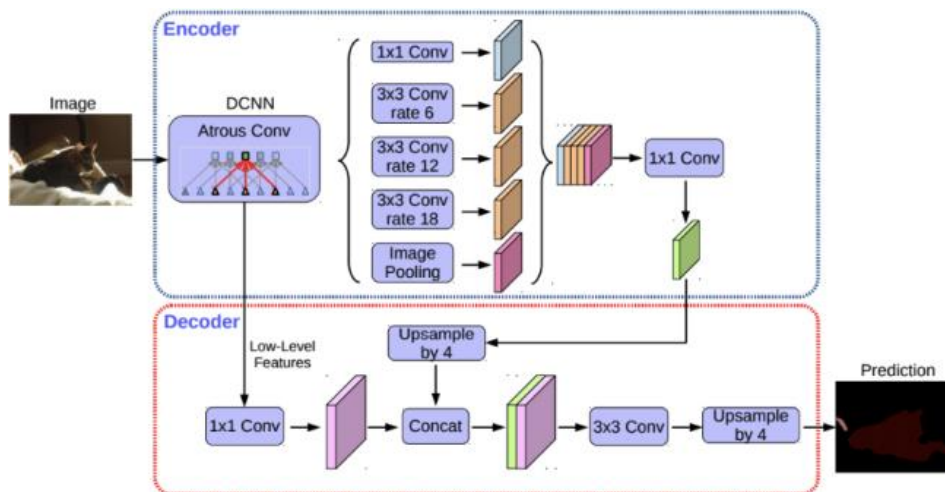 Encoder
Image
DCNN
Atrous Conv
1x1 Conv
3x3 Conv
rate 6
3x3 Conv
rate 12
3x3 Conv
rate 18
Image
Pooling
1x1 Conv
Decoder
Low-Level
Features
Upsample
by 4
1x1 Conv
Concat
3x3 Conv
Upsample
by 4
Prediction